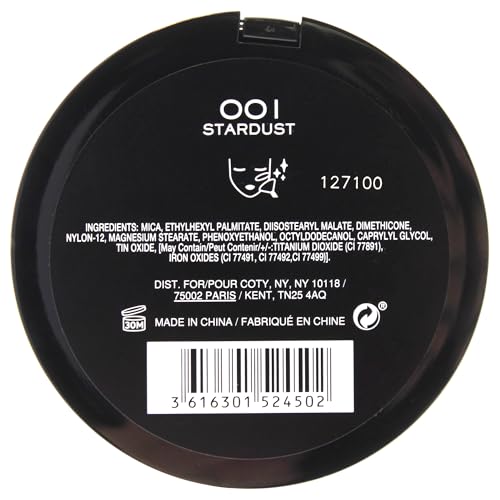 001
STARDUST
127100
INGREDIENTS: MICA, ETHYLHEXYL PALMITATE, DIISOSTEARYL MALATE, DIMETHICONE,
NYLON-12, MAGNESIUM STEARATE, PHENOXYETHANOL, OCTYLDODECANOL, CAPRYLYL GLYCOL,
TIN OXIDE, [May Contain/Peut Contenir/+/-:TITANIUM DIOXIDE (CI 77891),
IRON OXIDES (CI 77491, CI 77492,CI 77499)].
DIST. FOR/POUR COTY, NY, NY 10118 /
75002 PARIS / KENT, TN25 4AQ
30M MADE IN CHINA / FABRIQUÉ EN CHINE
3 616301 524502